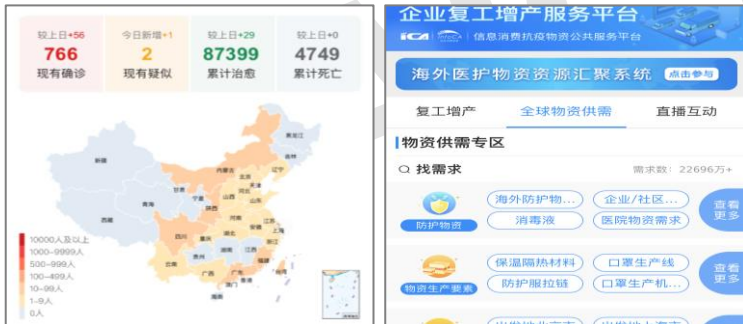 较上日+56
今日新增+1
较上日+29
较上日+0
766
2
87399
4749
现有确诊
现有疑似
累计治愈
累计死亡
黑龙江
吉林
新疆
内蒙古
辽宁
北京
天津
甘肃
宁夏
山西
河北
山东
青海
陕西
河南
江苏
西藏
安徽
上海
四川
重庆
湖北
浙江
湖南
江西
贵州
福建
云南
广西
广东
台湾
香港
澳门
海南
10000人及以上
1000-9999人
500-999人
100-499人
10-99人
1-9人
0人
企业复工增产服务平台
ica
infoCA
信息消费抗疫物资公共服务平台
海外医护物资资源汇聚系统 点击参与
复工增产 全球物资供需 直播互动
物资供需专区
找需求 需求数：22696万+
防护物资
海外防护物... 企业/社区...
消毒液 医院物资需求
查看
更多
物资生产要素
保温隔热材料 口罩生产线
防护服拉链 口罩生产机...
查看
更多